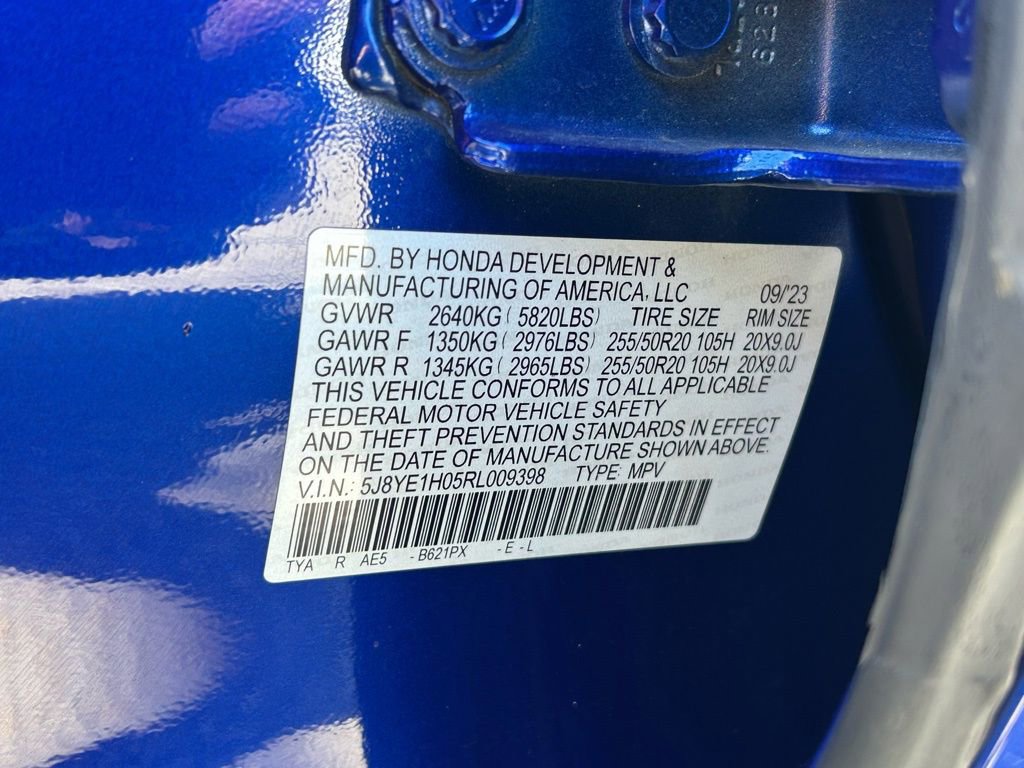 MFD. BY HONDA DEVELOPMENT &
MANUFACTURING OF AMERICA, LLC 09/'23
GVWR 2640KG ( 5820LBS) TIRE SIZE RIM SIZE
GAWR F 1350KG ( 2976LBS) 255/50R20 105H 20X9.0J
GAWR R 1345KG ( 2965LBS) 255/50R20 105H 20X9.0J
THIS VEHICLE CONFORMS TO ALL APPLICABLE
FEDERAL MOTOR VEHICLE SAFETY
AND THEFT PREVENTION STANDARDS IN EFFECT
ON THE DATE OF MANUFACTURE SHOWN ABOVE.
V.I.N.: 5J8YE1H05RL009398 TYPE: MPV
TYA R AE5 - B621PX - E - L